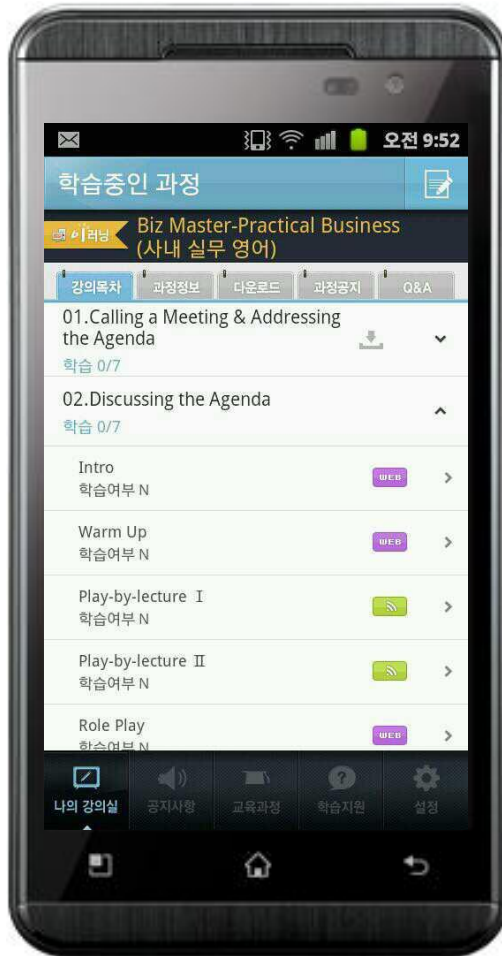 오전 9:52
학습중인 과정
이러닝
Biz Master-Practical Business
(사내 실무 영어)
강의목차 과정정보 다운로드 과정공지 Q&A
01.Calling a Meeting & Addressing
the Agenda
학습 0/7
02.Discussing the Agenda
학습 0/7
Intro
학습여부 N
WEB
Warm Up
학습여부 N
WEB
Play-by-lecture Ⅰ
학습여부 N
Play-by-lecture Ⅱ
학습여부 N
Role Play
학습여부 N
WEB
나의 강의실 공지사항 교육과정 학습지원 설정